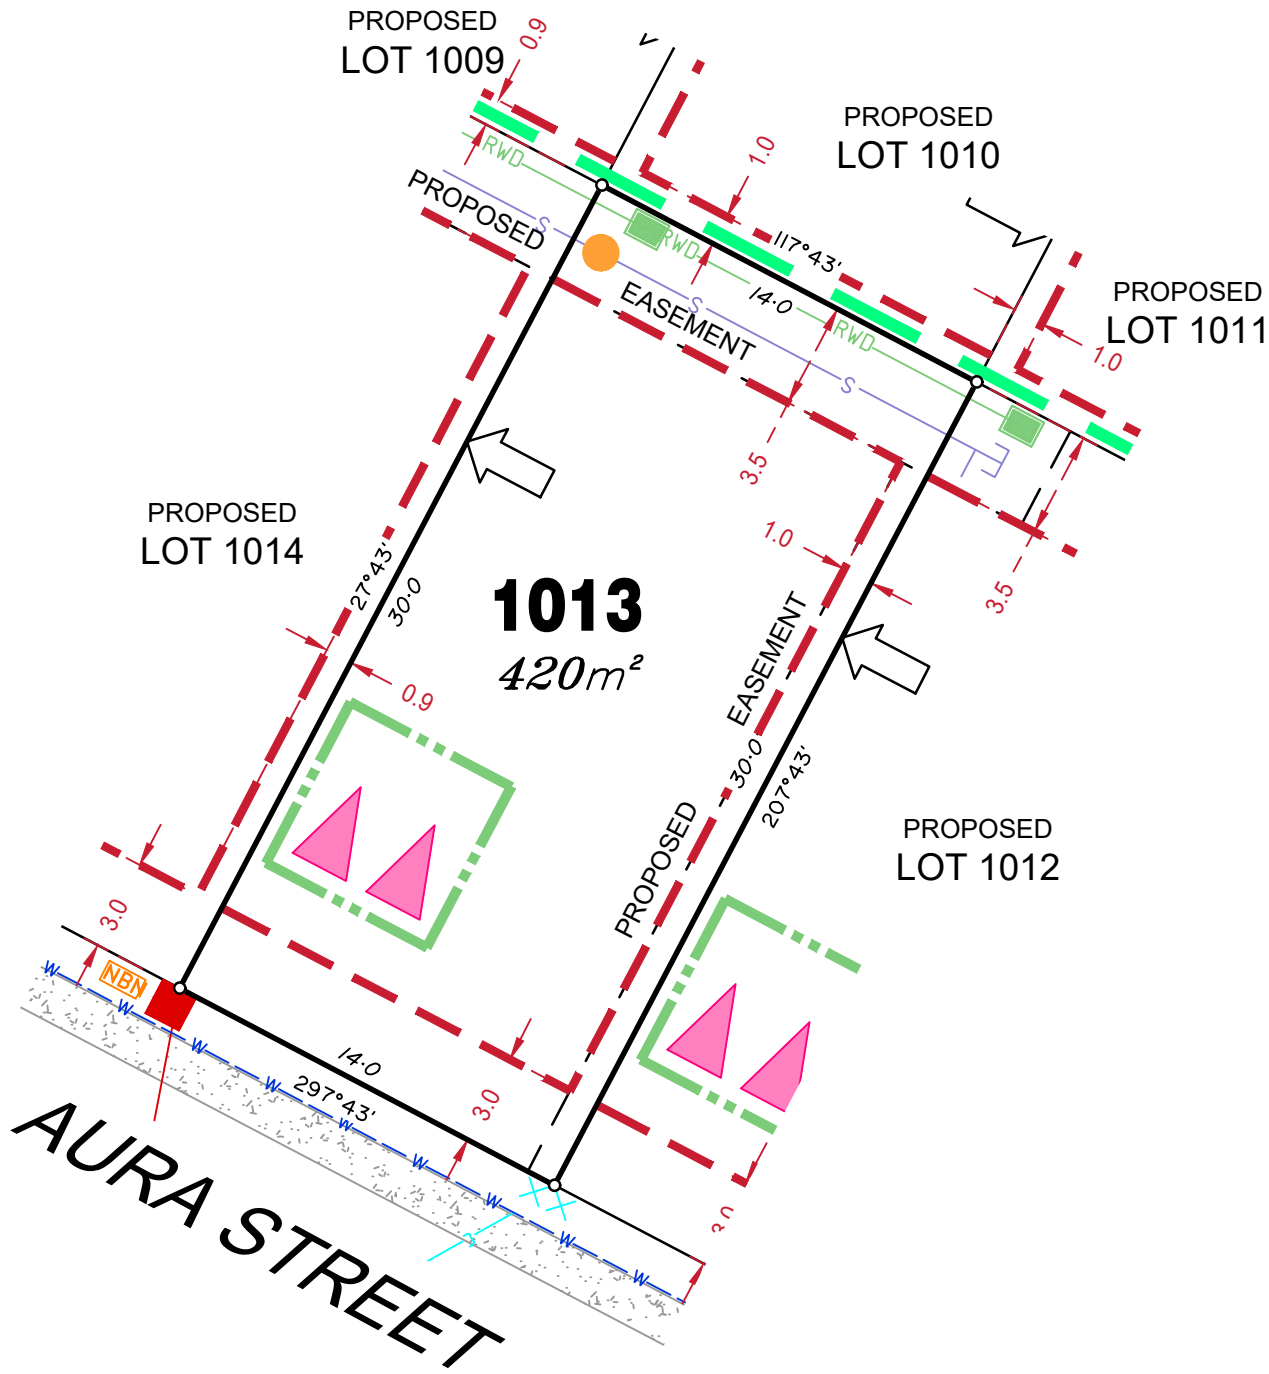 PROPOSED
LOT 1009
0.9
PROPOSED
LOT 1010
1.0
RWD
PROPOSED
S
RWD
117°43'
14·0
S
EASEMENT
RWD
S
PROPOSED
LOT 1011
1.0
3.5
3.5
PROPOSED
LOT 1014
27°43'
30·0
1013
420m²
1.0
EASEMENT
0.9
30·0
207°43'
PROPOSED
PROPOSED
LOT 1012
3.0
NBN
W
W
W
W
W
W
W
W
W
14·0
297°43'
3.0
3.0
AURA STREET